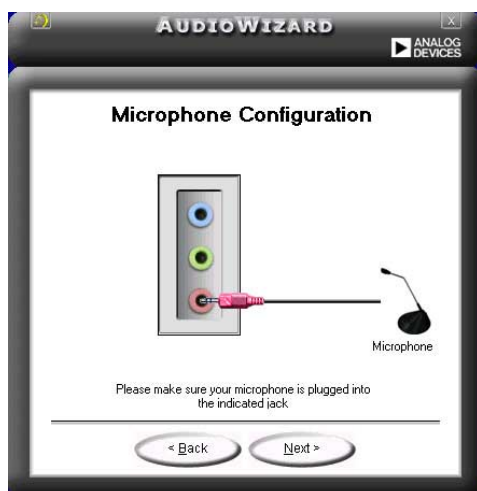 AUDIOWIZARD
X
ANALOG
DEVICES
Microphone Configuration
Microphone
Please make sure your microphone is plugged into
the indicated jack
< Back
Next >